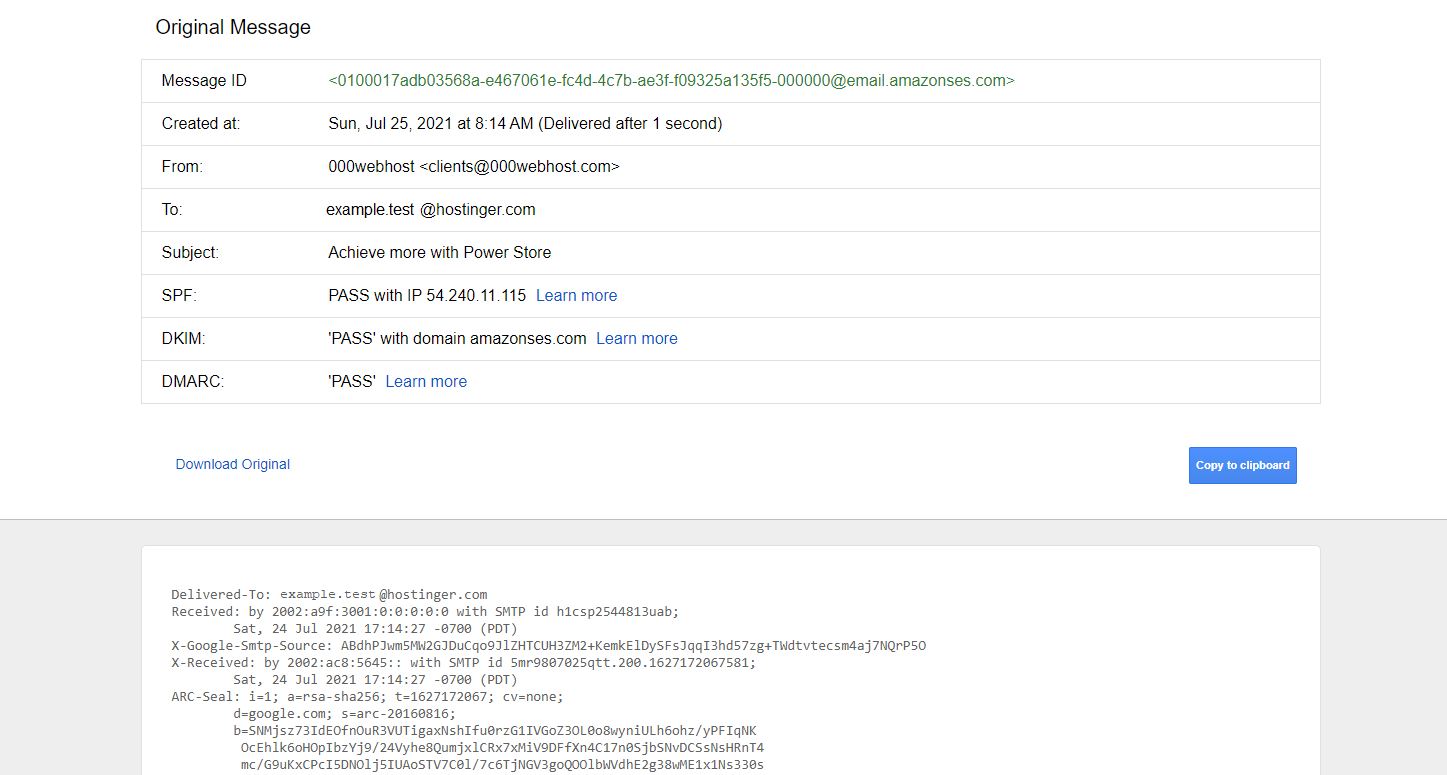 Original Message
Message ID <0100017adb03568a-e467061e-fc4d-4c7b-ae3f-f09325a135f5-000000@email.amazonses.com>
Created at: Sun, Jul 25, 2021 at 8:14 AM (Delivered after 1 second)
From: 000webhost <clients@000webhost.com>
To: example.test @hostinger.com
Subject: Achieve more with Power Store
SPF: PASS with IP 54.240.11.115 Learn more
DKIM: 'PASS' with domain amazonses.com Learn more
DMARC: 'PASS' Learn more
Download Original Copy to clipboard
Delivered-To: example.test @hostinger.com
Received: by 2002:a9f:3001:0:0:0:0:0 with SMTP id h1csp2544813uab;
Sat, 24 Jul 2021 17:14:27 -0700 (PDT)
X-Google-Smtp-Source: ABdhPJwm5MW2GJDuCqo9JlZHTCUH3ZM2+KemkElDySFsJqqI3hd57zg+TWdtvtecsm4aj7NQrP5O
X-Received: by 2002:ac8:5645:: with SMTP id 5mr9807025qtt.200.1627172067581;
Sat, 24 Jul 2021 17:14:27 -0700 (PDT)
ARC-Seal: i=1; a=rsa-sha256; t=1627172067; cv=none;
d=google.com; s=arc-20160816;
b=SNMjsz73IdEOfnOuR3VUTigaxNshIfu0rzG1IVGoZ3OL0o8wyniULh6ohz/yPFIqNK
OcEhlk6oHOpIbzYj9/24Vyhe8QumjxlCRx7xMiV9DFfXn4C17n0SjbSNvDCSsNsHRnT4
mc/G9uKxCPcI5DNOlj5IUAoSTV7C0l/7c6TjNGV3goQOOlbWVdhE2g38wME1x1Ns330s